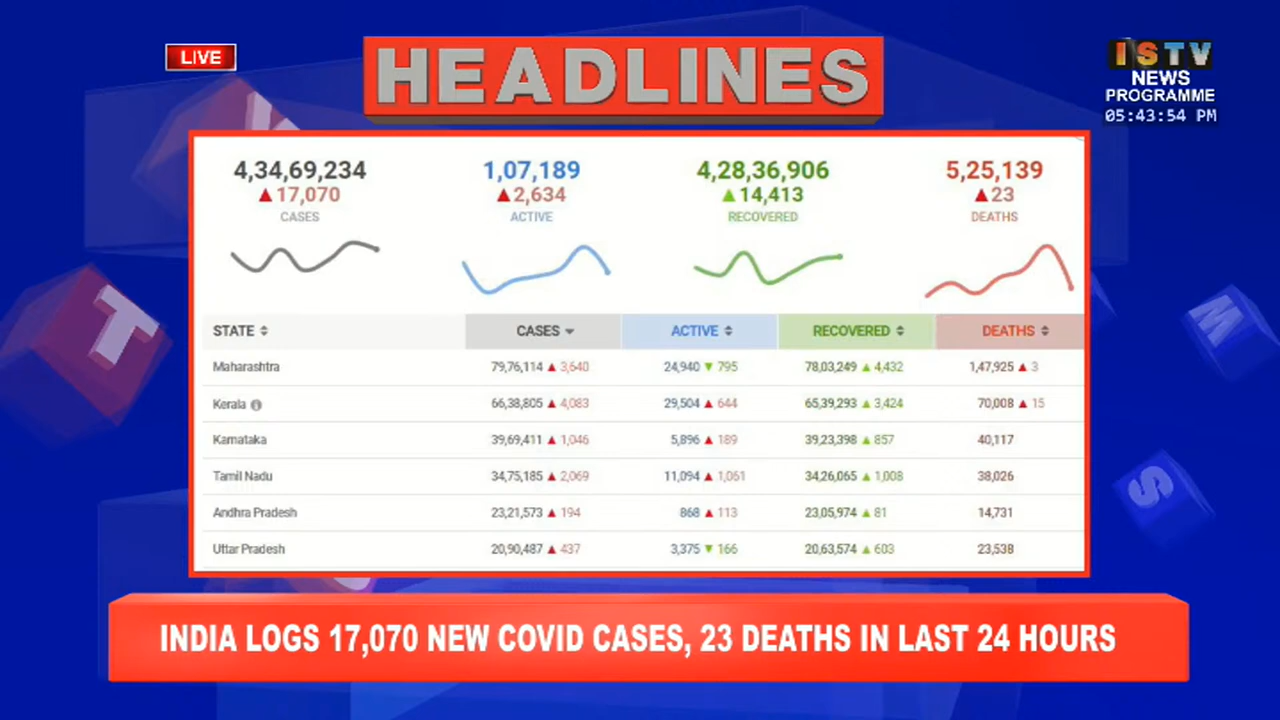 LIVE
HEADLINES
ISTV
NEWS
PROGRAMME
05:43:54 PM
4,34,69,234 1,07,189 4,28,36,906 5,25,139
▲17,070 ▲2,634 ▲14,413 ▲23
CASES ACTIVE RECOVERED DEATHS
STATE CASES ACTIVE RECOVERED DEATHS
Maharashtra 79,76,114 ▲ 3,640 24,940 ▼ 795 78,03,249 ▲ 4,432 1,47,925 ▲ 3
Kerala 66,38,805 ▲ 4,083 29,504 ▲ 644 65,39,293 ▲ 3,424 70,008 ▲ 15
Karnataka 39,69,411 ▲ 1,046 5,896 ▲ 189 39,23,398 ▲ 857 40,117
Tamil Nadu 34,75,185 ▲ 2,069 11,094 ▲ 1,061 34,26,065 ▲ 1,008 38,026
Andhra Pradesh 23,21,573 ▲ 194 868 ▲ 113 23,05,974 ▲ 81 14,731
Uttar Pradesh 20,90,487 ▲ 437 3,375 ▼ 166 20,63,574 ▲ 603 23,538
T
M
S
INDIA LOGS 17,070 NEW COVID CASES, 23 DEATHS IN LAST 24 HOURS